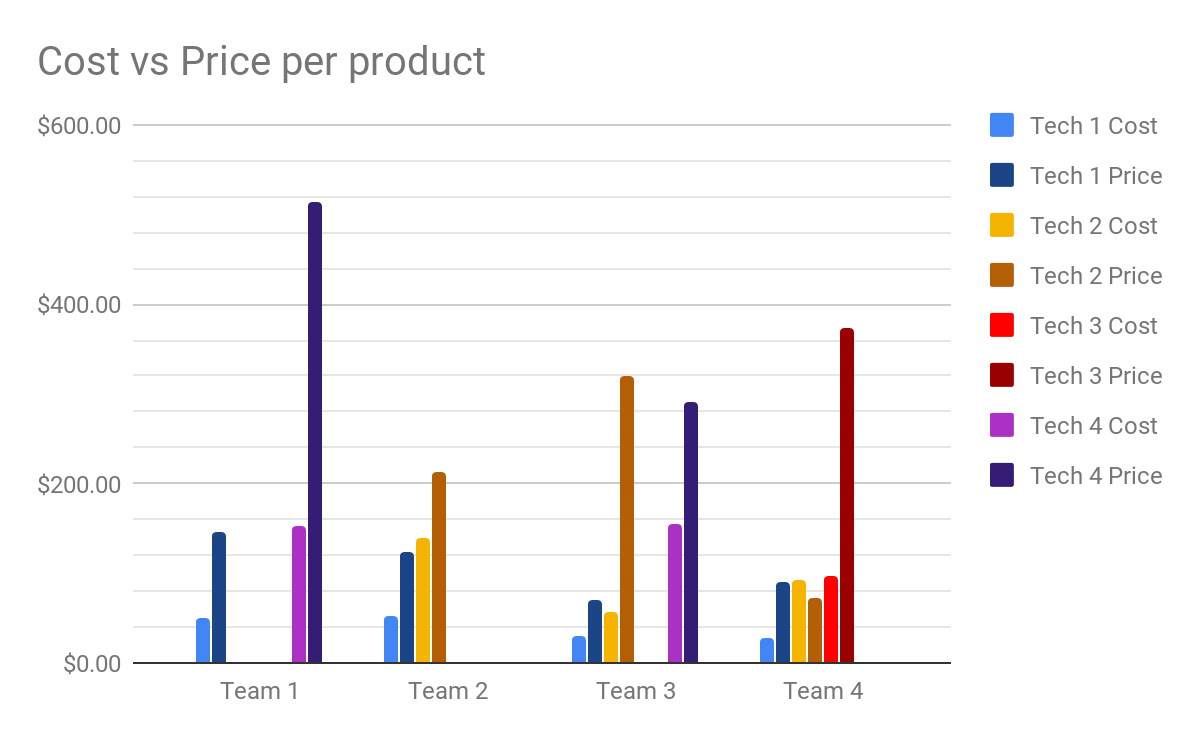 Cost vs Price per product
$600.00
$400.00
$200.00
$0.00
Team 1
Team 2
Team 3
Team 4
Tech 1 Cost
Tech 1 Price
Tech 2 Cost
Tech 2 Price
Tech 3 Cost
Tech 3 Price
Tech 4 Cost
Tech 4 Price